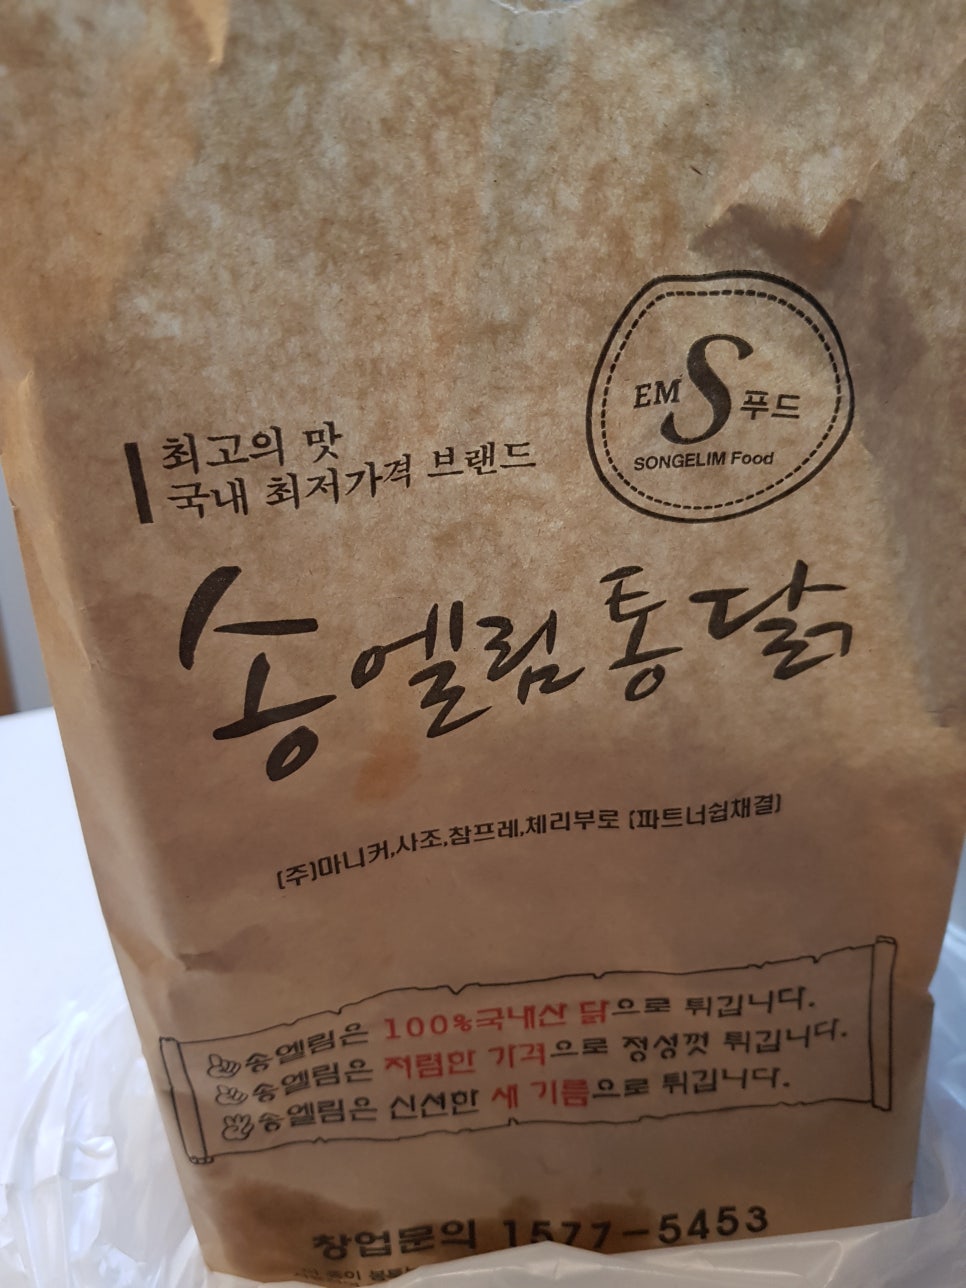 EM S 푸드
SONGELIM Food
최고의 맛
국내 최저가격 브랜드
송엘림통닭
(주)마니커,사조,참프레,체리부로 (파트너쉽채결)
송엘림은 100%국내산 닭으로 튀깁니다.
송엘림은 저렴한 가격으로 정성껏 튀깁니다.
송엘림은 신선한 새 기름으로 튀깁니다.
창업문의 1577-5453